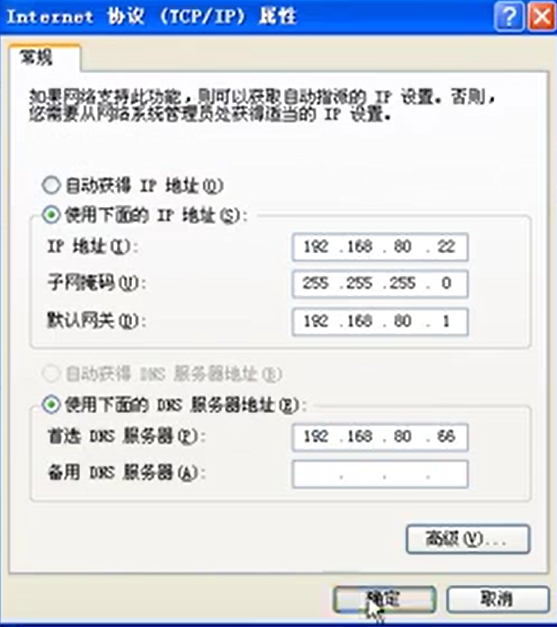 Internet 协议 (TCP/IP) 属性
常规
如果网络支持此功能，则可以获取自动指派的 IP 设置。否则，
您需要从网络系统管理员处获得适当的 IP 设置。
自动获得 IP 地址(O)
使用下面的 IP 地址(S):
IP 地址(I): 192 .168 . 80 . 22
子网掩码(U): 255 .255 .255 . 0
默认网关(D): 192 .168 . 80 . 1
自动获得 DNS 服务器地址(B)
使用下面的 DNS 服务器地址(E):
首选 DNS 服务器(P): 192 .168 . 80 . 66
备用 DNS 服务器(A): . . .
高级(V)...
确定 取消